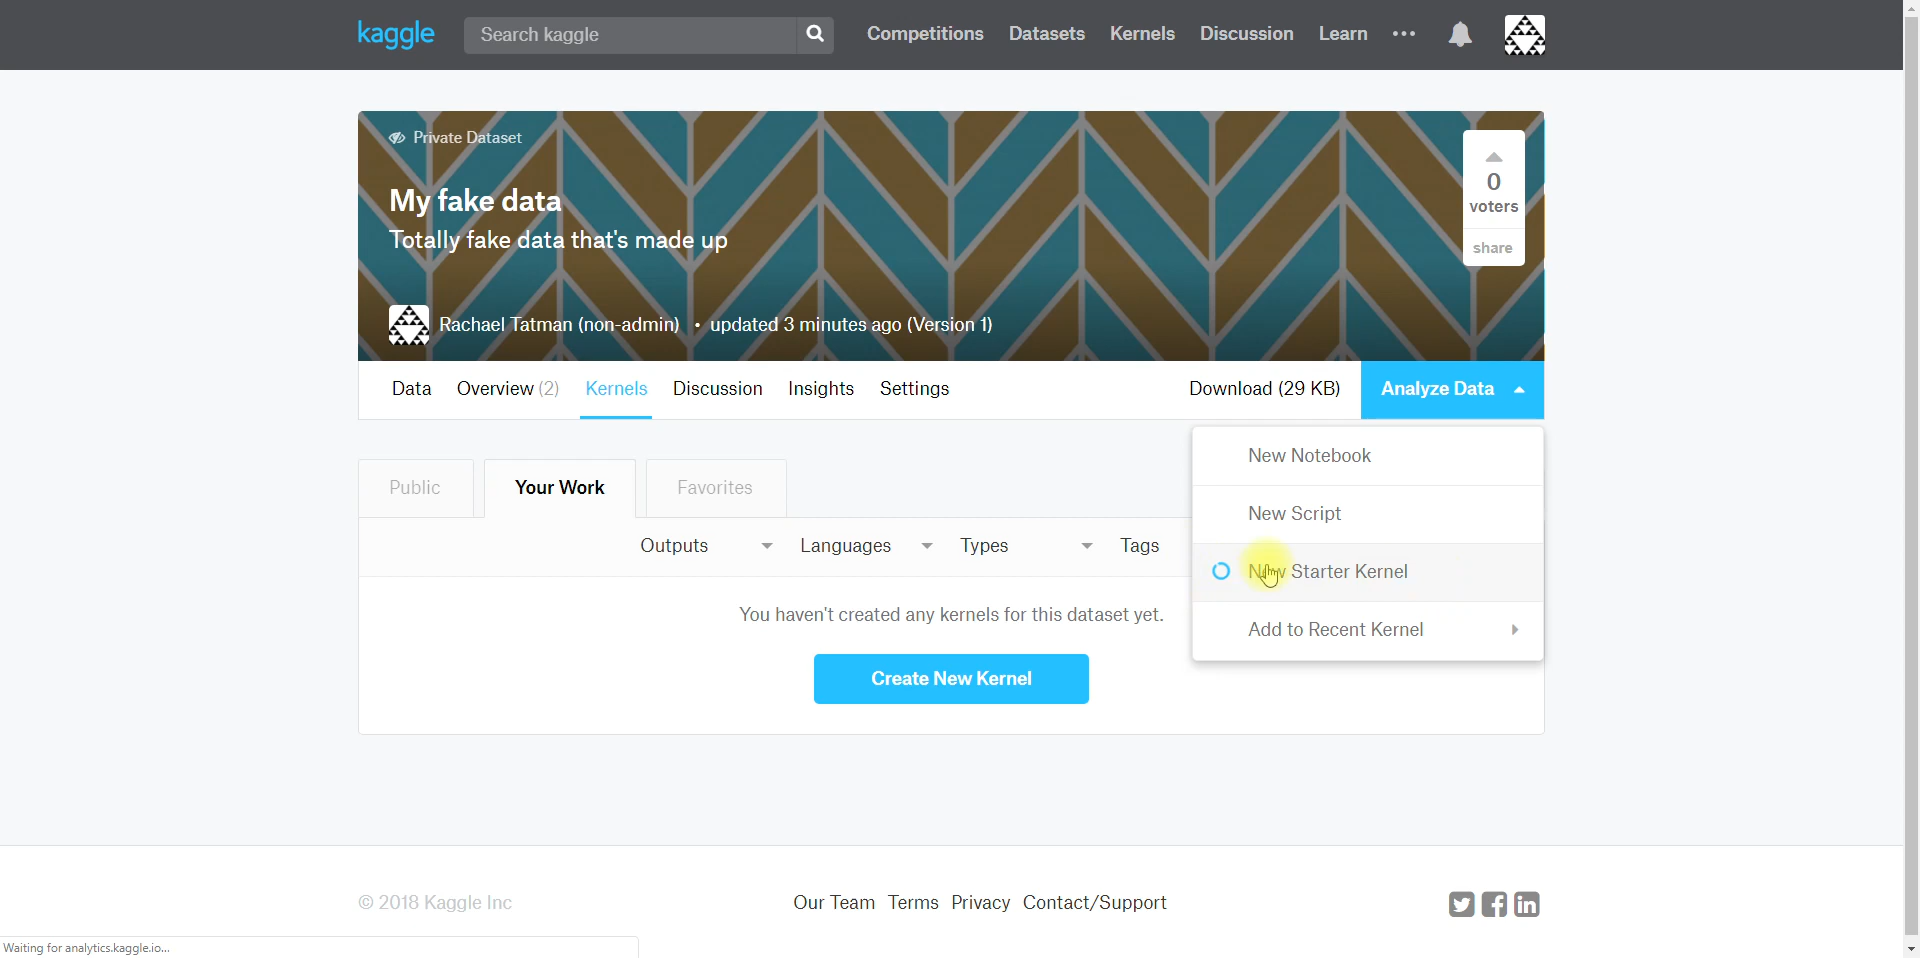 kaggle
Search kaggle
Competitions Datasets Kernels Discussion Learn
Private Dataset
My fake data
Totally fake data that's made up
0
voters
share
Rachael Tatman (non-admin) • updated 3 minutes ago (Version 1)
Data Overview (2) Kernels Discussion Insights Settings Download (29 KB) Analyze Data
New Notebook
New Script
New Starter Kernel
Add to Recent Kernel
Public Your Work Favorites
Outputs Languages Types Tags
You haven't created any kernels for this dataset yet.
Create New Kernel
© 2018 Kaggle Inc Our Team Terms Privacy Contact/Support
Waiting for analytics.kaggle.io...